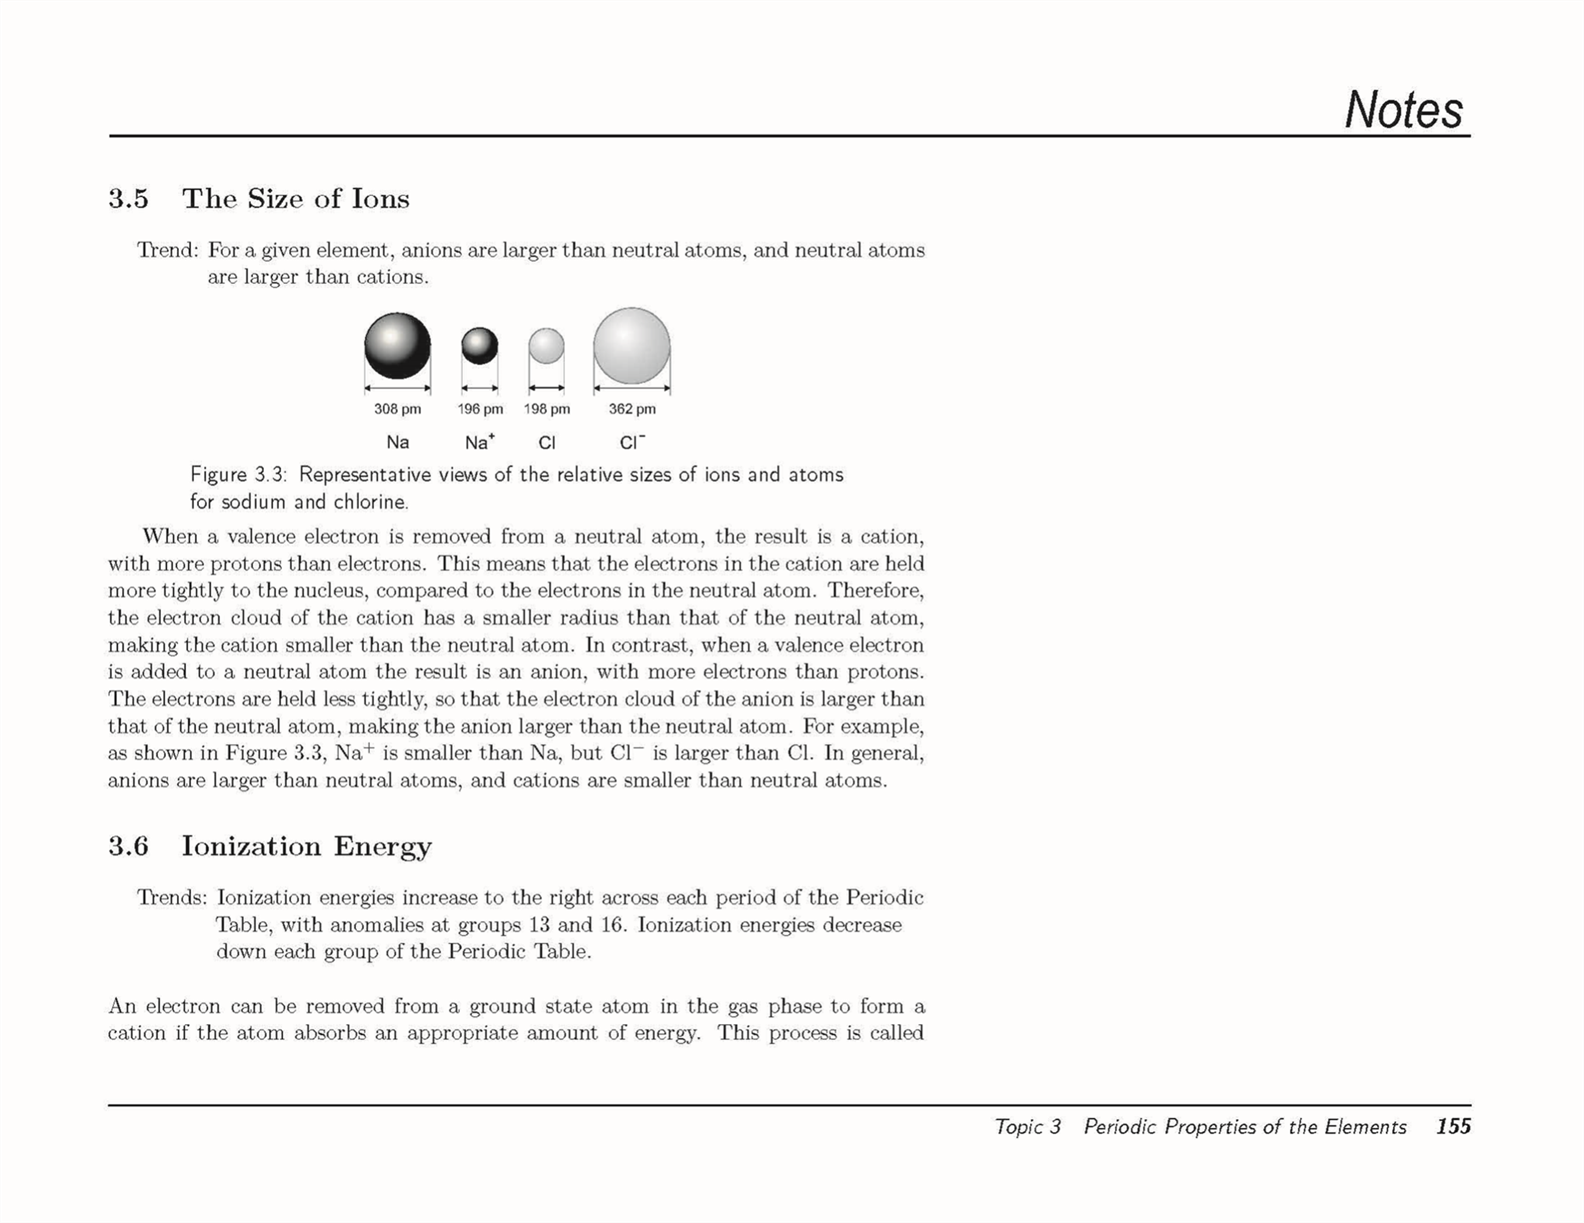 Notes
3.5 The Size of Ions
Trend: For a given element, anions are larger than neutral atoms, and neutral atoms
are larger than cations.
308 pm 196 pm 198 pm 362 pm
Na Na⁺ Cl Cl⁻
Figure 3.3: Representative views of the relative sizes of ions and atoms
for sodium and chlorine.
When a valence electron is removed from a neutral atom, the result is a cation,
with more protons than electrons. This means that the electrons in the cation are held
more tightly to the nucleus, compared to the electrons in the neutral atom. Therefore,
the electron cloud of the cation has a smaller radius than that of the neutral atom,
making the cation smaller than the neutral atom. In contrast, when a valence electron
is added to a neutral atom the result is an anion, with more electrons than protons.
The electrons are held less tightly, so that the electron cloud of the anion is larger than
that of the neutral atom, making the anion larger than the neutral atom. For example,
as shown in Figure 3.3, Na⁺ is smaller than Na, but Cl⁻ is larger than Cl. In general,
anions are larger than neutral atoms, and cations are smaller than neutral atoms.
3.6 Ionization Energy
Trends: Ionization energies increase to the right across each period of the Periodic
Table, with anomalies at groups 13 and 16. Ionization energies decrease
down each group of the Periodic Table.
An electron can be removed from a ground state atom in the gas phase to form a
cation if the atom absorbs an appropriate amount of energy. This process is called
Topic 3 Periodic Properties of the Elements 155